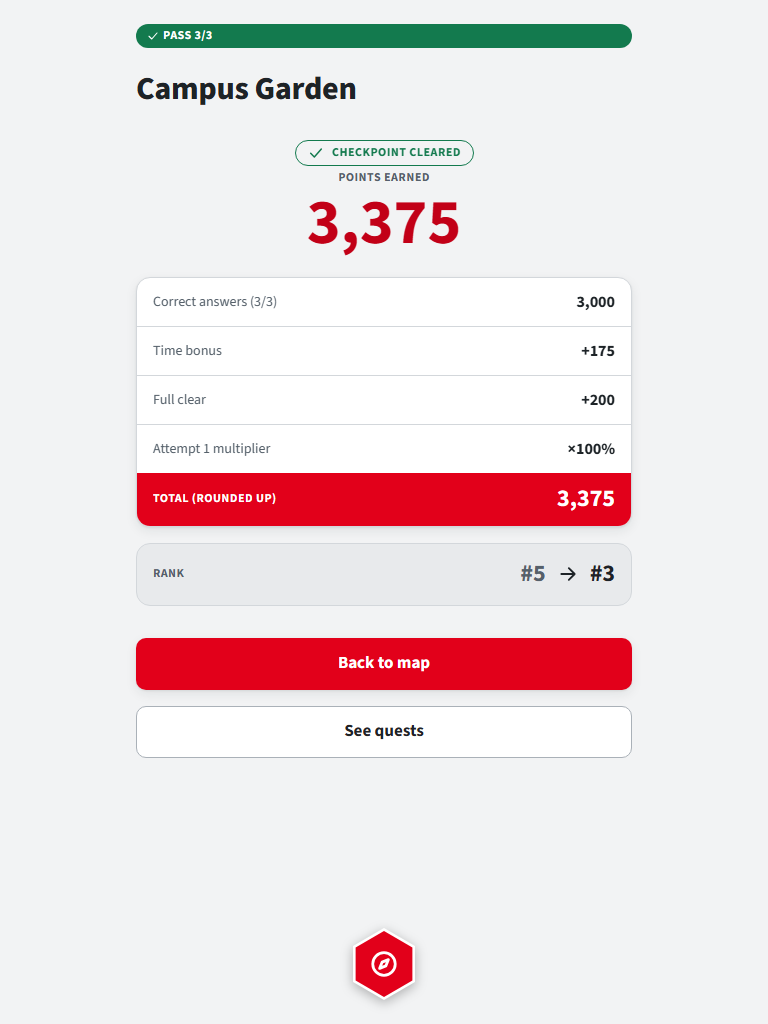 PASS 3/3
Campus Garden
CHECKPOINT CLEARED
POINTS EARNED
3,375
Correct answers (3/3) 3,000
Time bonus +175
Full clear +200
Attempt 1 multiplier ×100%
TOTAL (ROUNDED UP) 3,375
RANK #5 → #3
Back to map
See quests